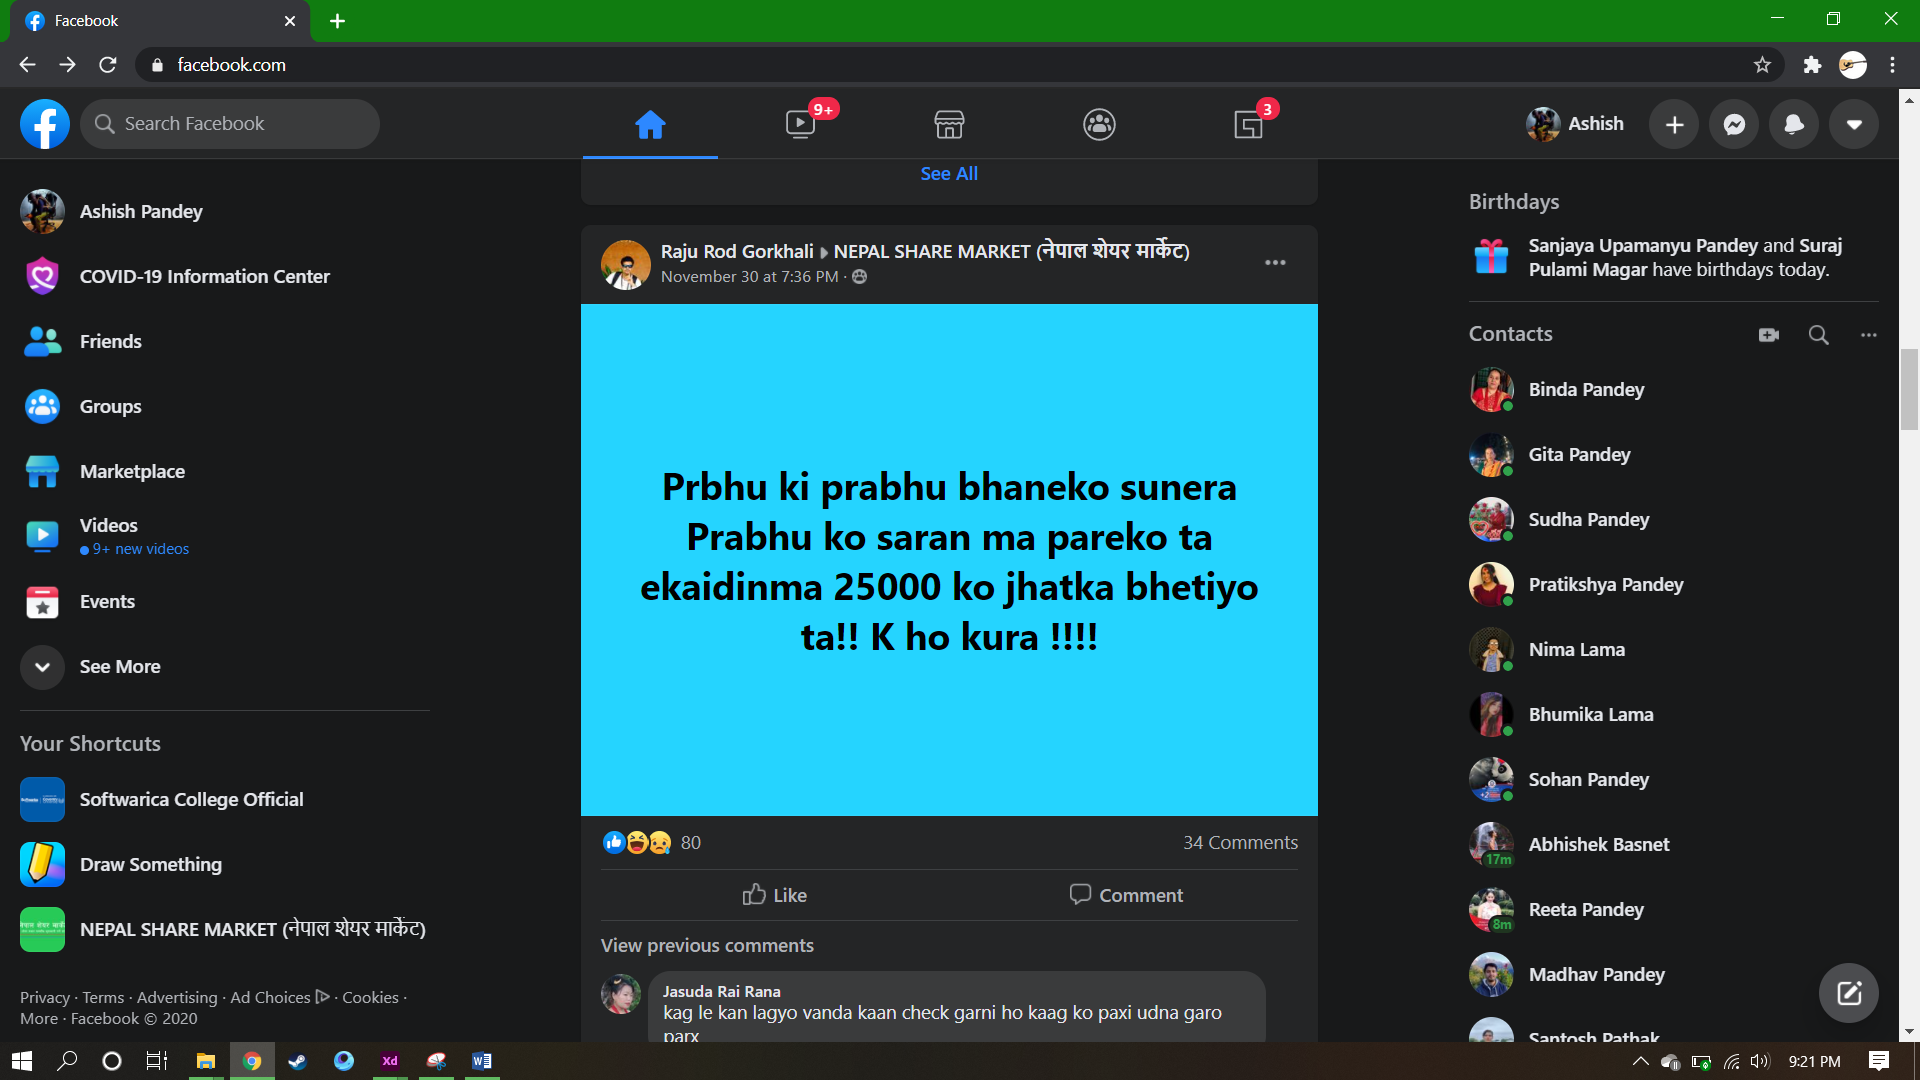 Facebook
facebook.com
Search Facebook
9+
3
Ashish
See All
Ashish Pandey
COVID-19 Information Center
Friends
Groups
Marketplace
Videos
9+ new videos
Events
See More
Your Shortcuts
Softwarica College Official
Draw Something
NEPAL SHARE MARKET (नेपाल शेयर मार्केट)
Privacy · Terms · Advertising · Ad Choices · Cookies ·
More · Facebook © 2020
Raju Rod Gorkhali NEPAL SHARE MARKET (नेपाल शेयर मार्केट)
November 30 at 7:36 PM ·
Prbhu ki prabhu bhaneko sunera
Prabhu ko saran ma pareko ta
ekaidinma 25000 ko jhatka bhetiyo
ta!! K ho kura !!!!
80
34 Comments
Like
Comment
View previous comments
Jasuda Rai Rana
kag le kan lagyo vanda kaan check garni ho kaag ko paxi udna garo
parx
Birthdays
Sanjaya Upamanyu Pandey and Suraj
Pulami Magar have birthdays today.
Contacts
Binda Pandey
Gita Pandey
Sudha Pandey
Pratikshya Pandey
Nima Lama
Bhumika Lama
Sohan Pandey
Abhishek Basnet
17m
Reeta Pandey
8m
Madhav Pandey
Santosh Pathak
Xd
9:21 PM